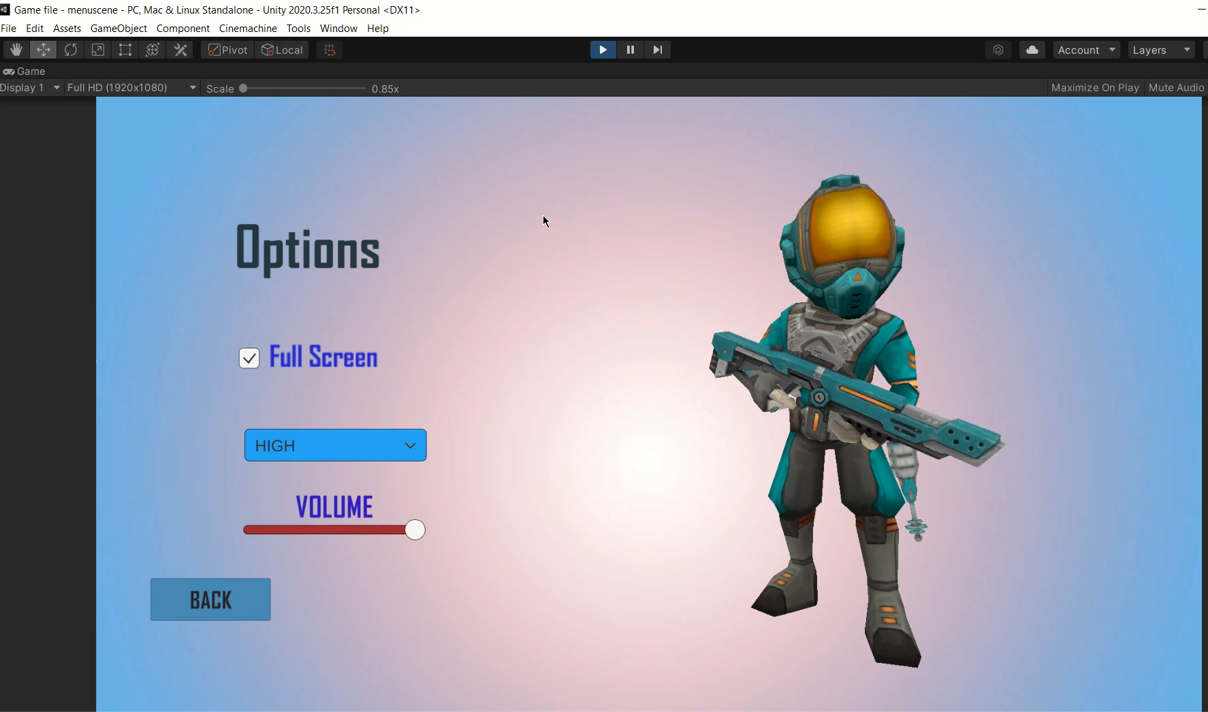 Game file - menuscene - PC, Mac & Linux Standalone - Unity 2020.3.25f1 Personal <DX11>
File Edit Assets GameObject Component Cinemachine Tools Window Help
Pivot Local Account Layers
Game
Display 1 Full HD (1920x1080) Scale 0.85x Maximize On Play Mute Audio
Options
Full Screen
HIGH
VOLUME
BACK